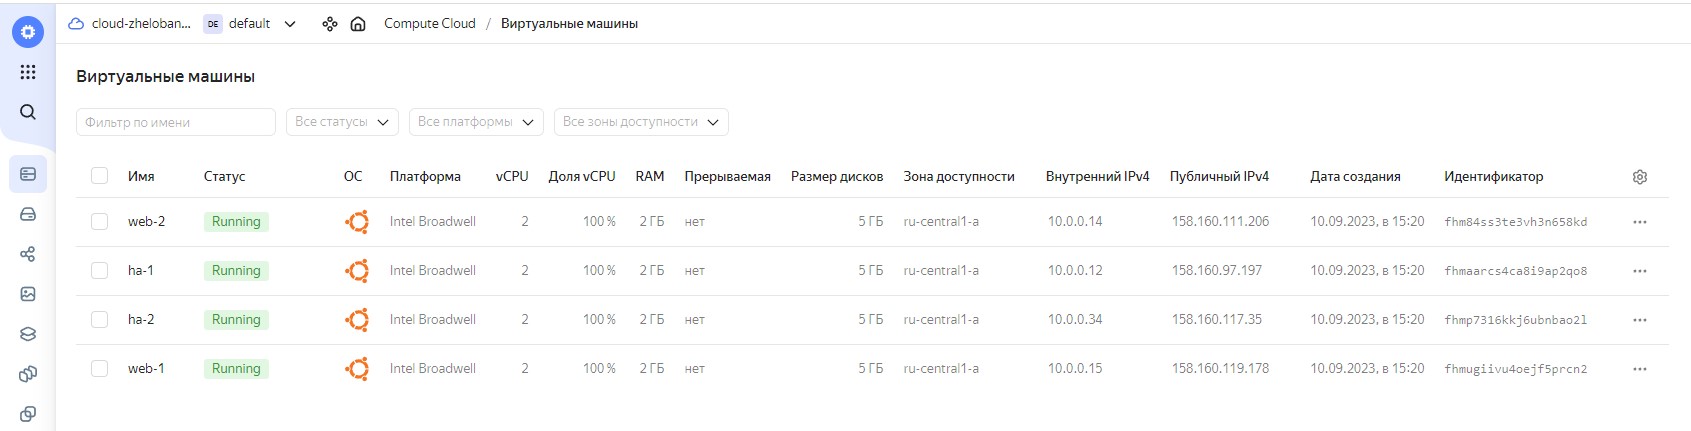 cloud-zheloban... DE default Compute Cloud / Виртуальные машины
Виртуальные машины
Фильтр по имени Все статусы Все платформы Все зоны доступности
Имя Статус ОС Платформа vCPU Доля vCPU RAM Прерываемая Размер дисков Зона доступности Внутренний IPv4 Публичный IPv4 Дата создания Идентификатор
web-2 Running Intel Broadwell 2 100 % 2 ГБ нет 5 ГБ ru-central1-a 10.0.0.14 158.160.111.206 10.09.2023, в 15:20 fhm84ss3te3vh3n658kd
ha-1 Running Intel Broadwell 2 100 % 2 ГБ нет 5 ГБ ru-central1-a 10.0.0.12 158.160.97.197 10.09.2023, в 15:20 fhmaarcs4ca8i9ap2qo8
ha-2 Running Intel Broadwell 2 100 % 2 ГБ нет 5 ГБ ru-central1-a 10.0.0.34 158.160.117.35 10.09.2023, в 15:20 fhmp7316kkj6ubnbao2l
web-1 Running Intel Broadwell 2 100 % 2 ГБ нет 5 ГБ ru-central1-a 10.0.0.15 158.160.119.178 10.09.2023, в 15:20 fhmugiivu4oejf5prcn2